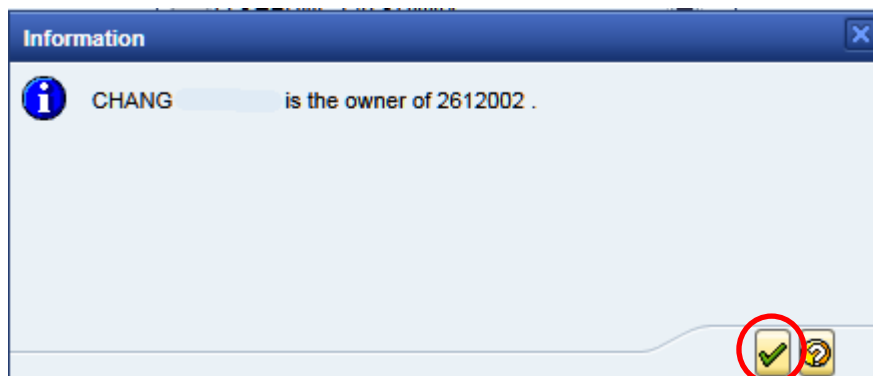 Information
CHANG is the owner of 2612002 .